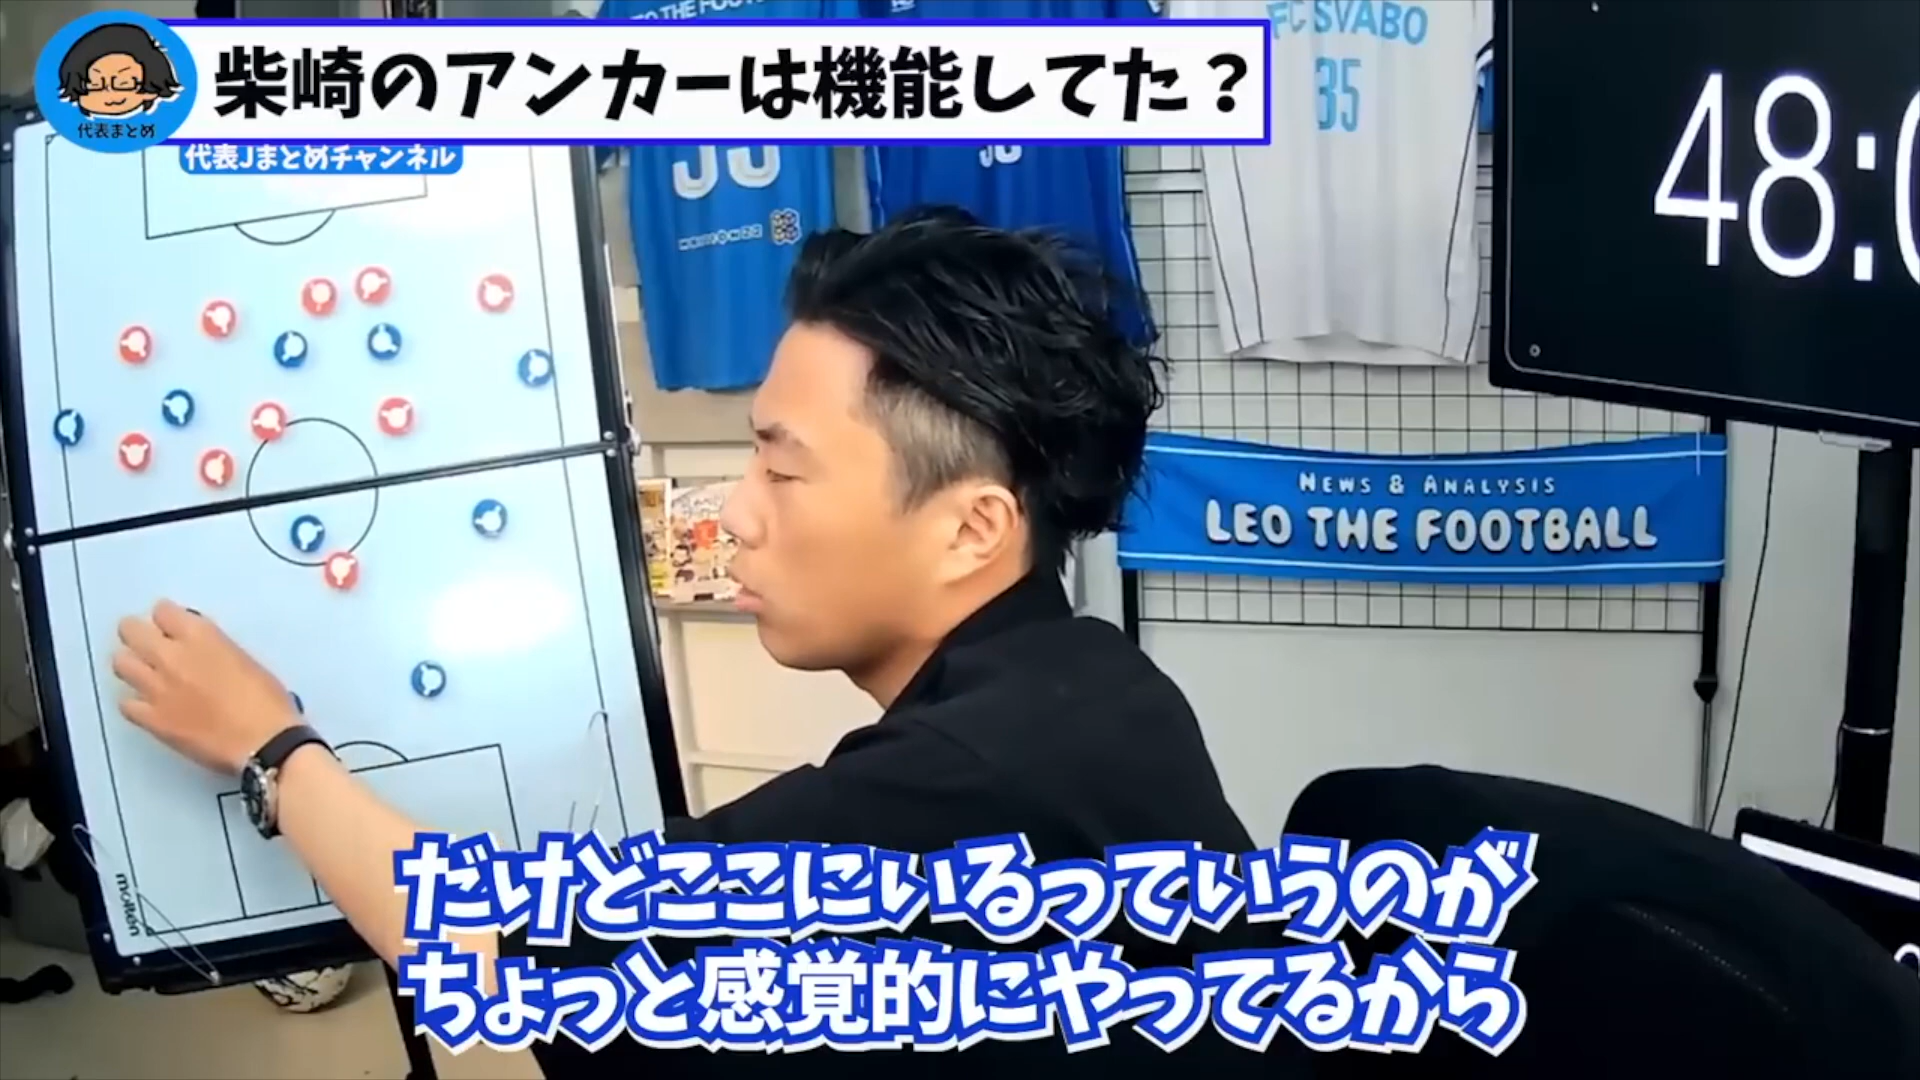 柴崎のアンカーは機能してた?
代表まとめ
代表Jまとめチャンネル
FC SVABO
35
48:0
NEWS & ANALYSIS
LEO THE FOOTBALL
molten
だけどここにいるっていうのが
ちょっと感覚的にやってるから